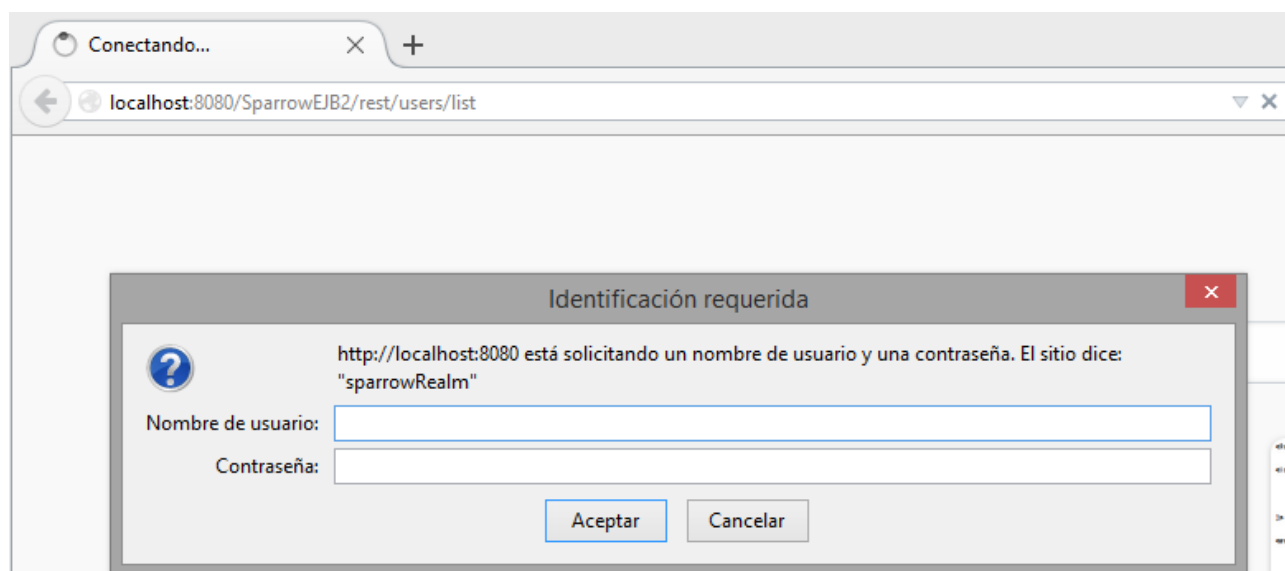 Conectando...
localhost:8080/SparrowEJB2/rest/users/list
Identificación requerida
http://localhost:8080 está solicitando un nombre de usuario y una contraseña. El sitio dice:
"sparrowRealm"
Nombre de usuario:
Contraseña:
Aceptar Cancelar